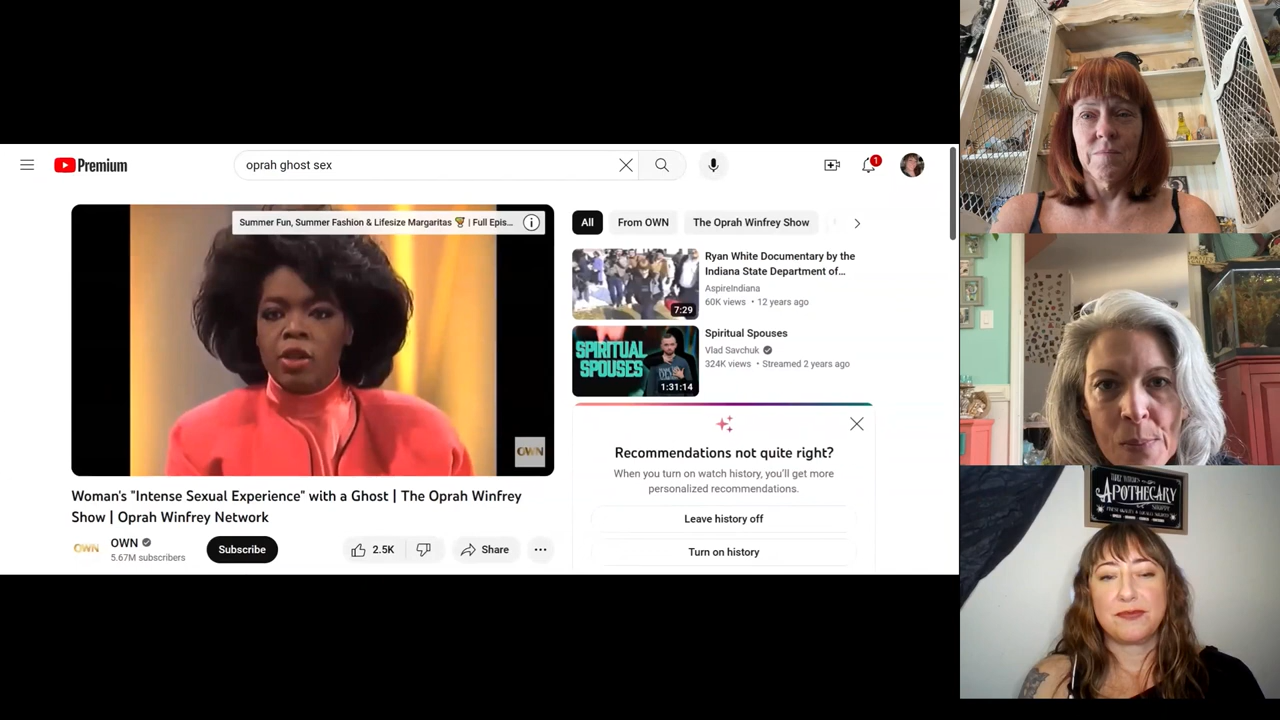 Premium
oprah ghost sex
1
Summer Fun, Summer Fashion & Lifesize Margaritas 🍸 | Full Epis...
OWN
Woman's "Intense Sexual Experience" with a Ghost | The Oprah Winfrey
Show | Oprah Winfrey Network
OWN
OWN
5.67M subscribers
Subscribe
2.5K
Share
All
From OWN
The Oprah Winfrey Show
Ryan White Documentary by the
Indiana State Department of...
AspireIndiana
60K views • 12 years ago
7:29
SPIRITUAL
SPOUSES
1:31:14
Spiritual Spouses
Vlad Savchuk
324K views • Streamed 2 years ago
Recommendations not quite right?
When you turn on watch history, you'll get more
personalized recommendations.
Leave history off
Turn on history
APOTHECARY